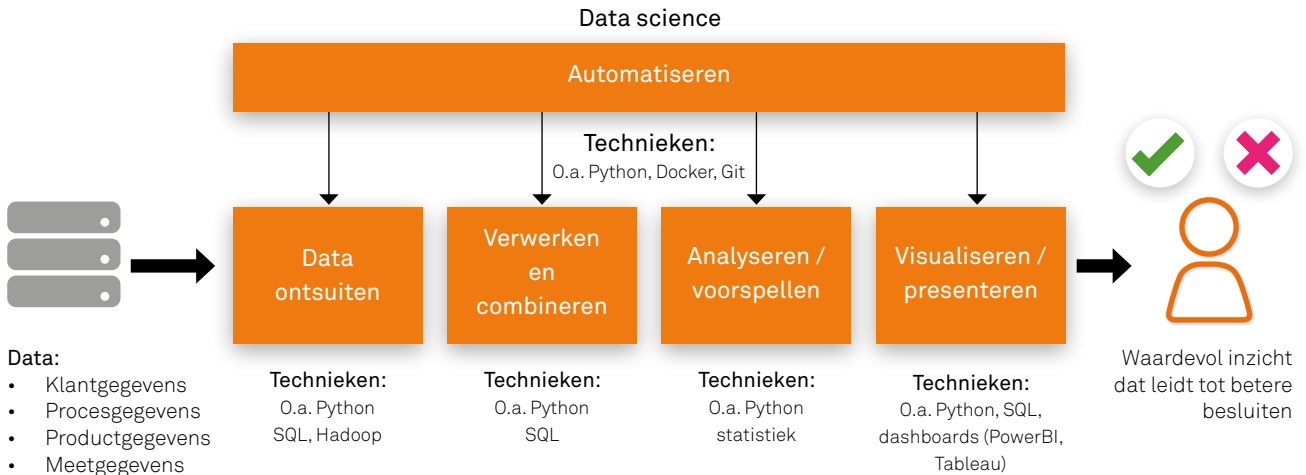 Data science
Automatiseren
Technieken:
O.a. Python, Docker, Git
Data
ontsuiten
Verwerken
en
combineren
Analyseren /
voorspellen
Visualiseren /
presenteren
Data:
• Klantgegevens
• Procesgegevens
• Productgegevens
• Meetgegevens
Technieken:
O.a. Python
SQL, Hadoop
Technieken:
O.a. Python
SQL
Technieken:
O.a. Python
statistiek
Technieken:
O.a. Python, SQL,
dashboards (PowerBI,
Tableau)
Waardevol inzicht
dat leidt tot betere
besluiten